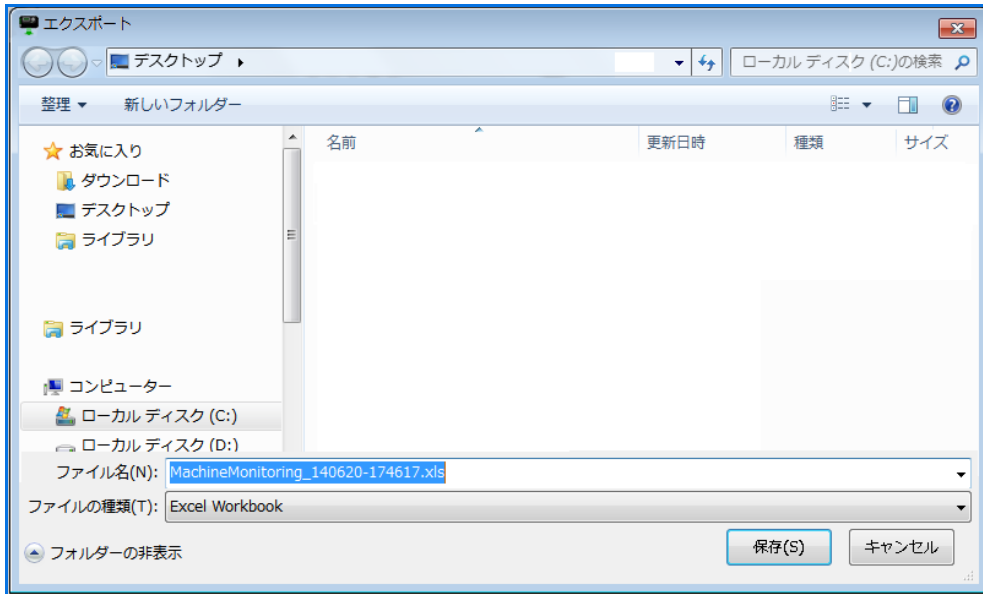 エクスポート
デスクトップ
ローカル ディスク (C:)の検索
整理
新しいフォルダー
名前
更新日時
種類
サイズ
お気に入り
ダウンロード
デスクトップ
ライブラリ
ライブラリ
コンピューター
ローカル ディスク (C:)
ローカル ディスク (D:)
ファイル名(N): MachineMonitoring_140620-174617.xls
ファイルの種類(T): Excel Workbook
フォルダーの非表示
保存(S)
キャンセル